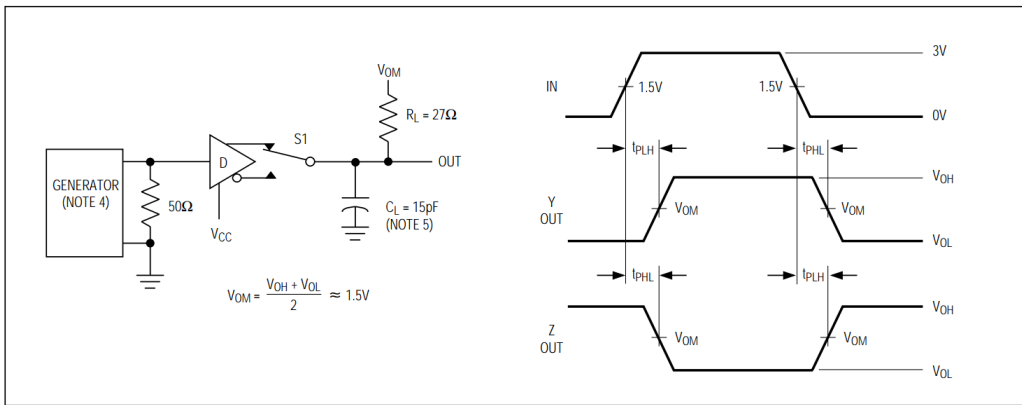 GENERATOR
(NOTE 4)
50Ω
D
VCC
S1
VOM
RL = 27Ω
OUT
CL = 15pF
(NOTE 5)
VOM = VOH + VOL / 2 ≈ 1.5V
IN
1.5V
1.5V
3V
0V
tPLH
tPHL
Y
OUT
VOM
VOM
VOH
VOL
tPHL
tPLH
Z
OUT
VOM
VOM
VOH
VOL